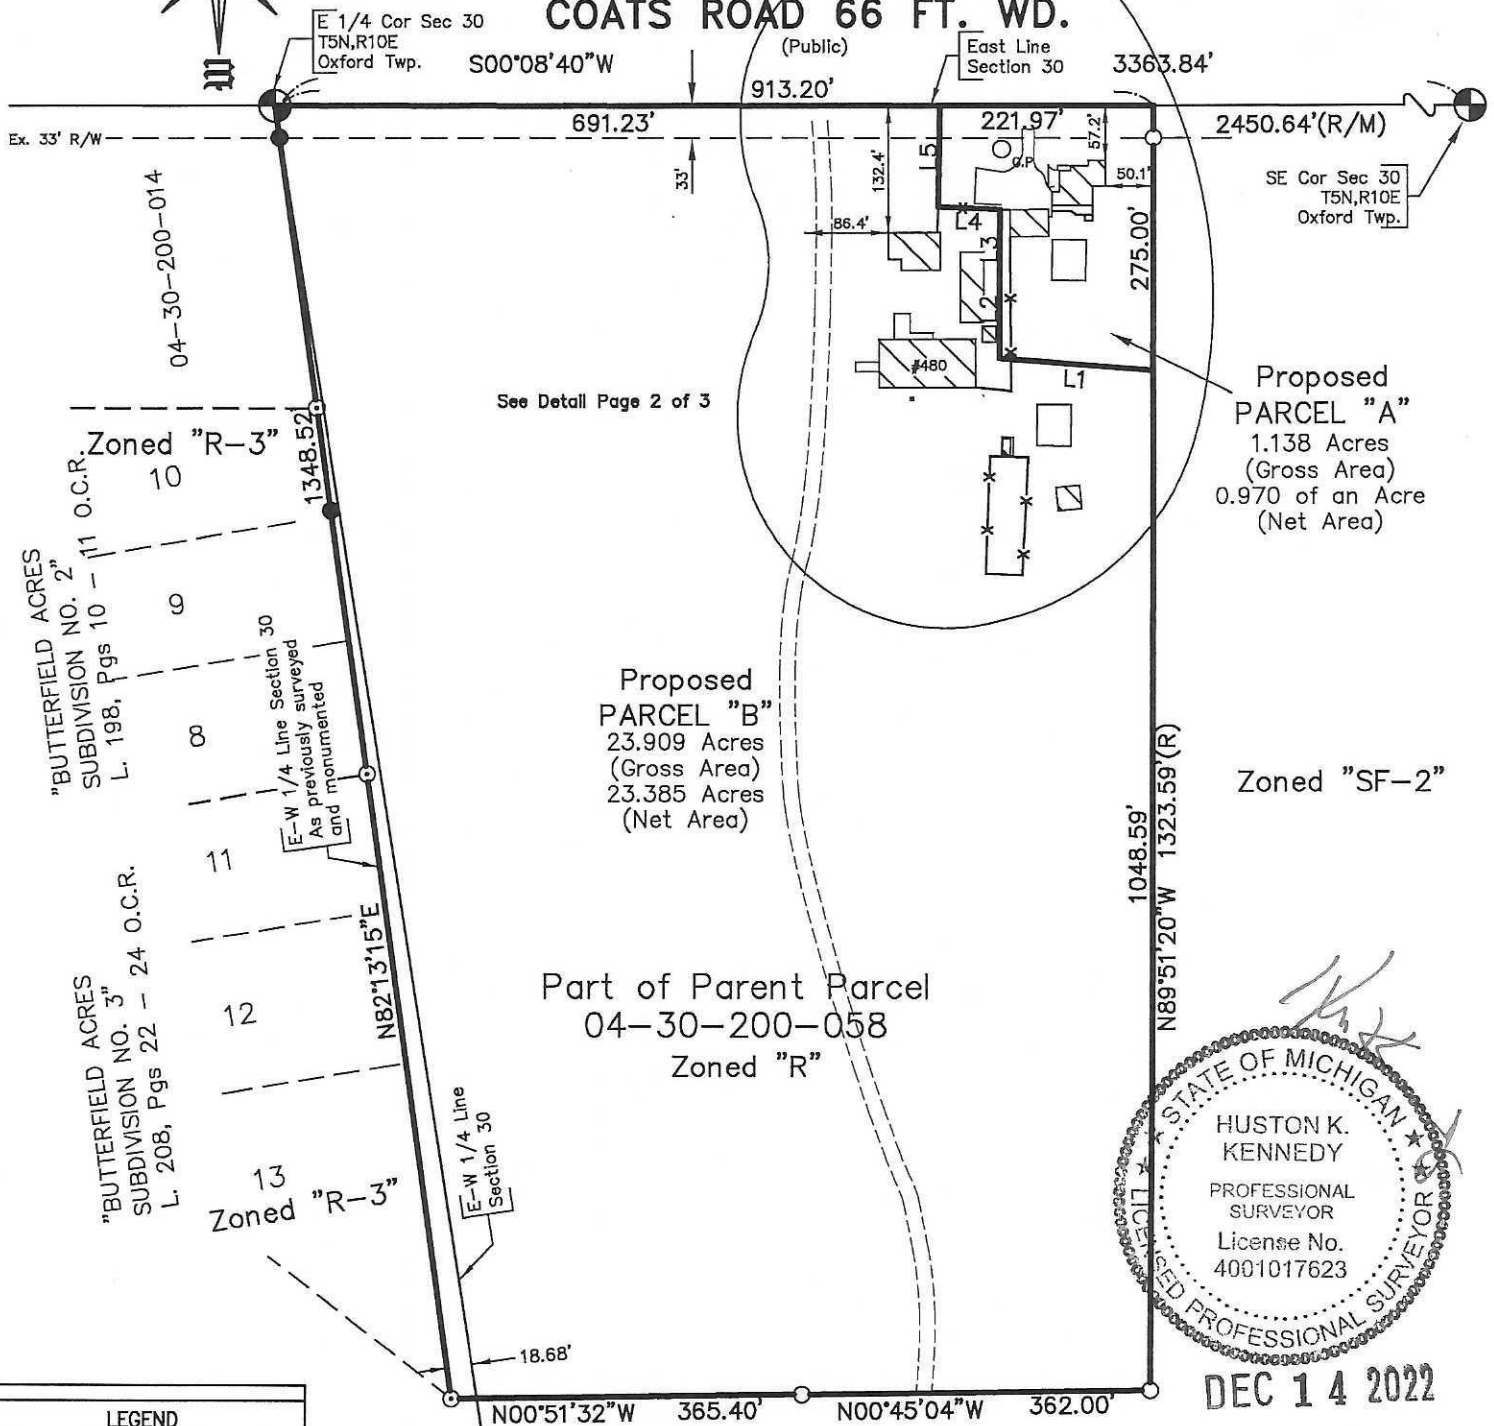 COATS ROAD 66 FT. WD.
(Public)
E 1/4 Cor Sec 30
T5N,R10E
Oxford Twp.
S00°08'40"W
East Line
Section 30
3363.84'
913.20'
691.23'
221.97'
2450.64'(R/M)
Ex. 33' R/W
33'
132.4'
L5
O.P.
57.2'
50.1'
SE Cor Sec 30
T5N,R10E
Oxford Twp.
86.4'
L4
L3
L2
275.00'
04-30-200-014
#480
L1
See Detail Page 2 of 3
Proposed
PARCEL "A"
1.138 Acres
(Gross Area)
0.970 of an Acre
(Net Area)
Zoned "R-3"
1348.52'
10
9
8
"BUTTERFIELD ACRES
SUBDIVISION NO. 2"
L. 198, Pgs 10 - 11 O.C.R.
E-W 1/4 Line Section 30
As previously surveyed
and monumented
Proposed
PARCEL "B"
23.909 Acres
(Gross Area)
23.385 Acres
(Net Area)
1048.59'
N89°51'20"W 1323.59'(R)
Zoned "SF-2"
11
12
13
N82°13'15"E
"BUTTERFIELD ACRES
SUBDIVISION NO. 3"
L. 208, Pgs 22 - 24 O.C.R.
Zoned "R-3"
Part of Parent Parcel
04-30-200-058
Zoned "R"
E-W 1/4 Line
Section 30
STATE OF MICHIGAN
HUSTON K.
KENNEDY
PROFESSIONAL
SURVEYOR
License No.
4001017623
LICENSED PROFESSIONAL SURVEYOR
DEC 14 2022
18.68'
N00°51'32"W 365.40'
N00°45'04"W 362.00'
LEGEND